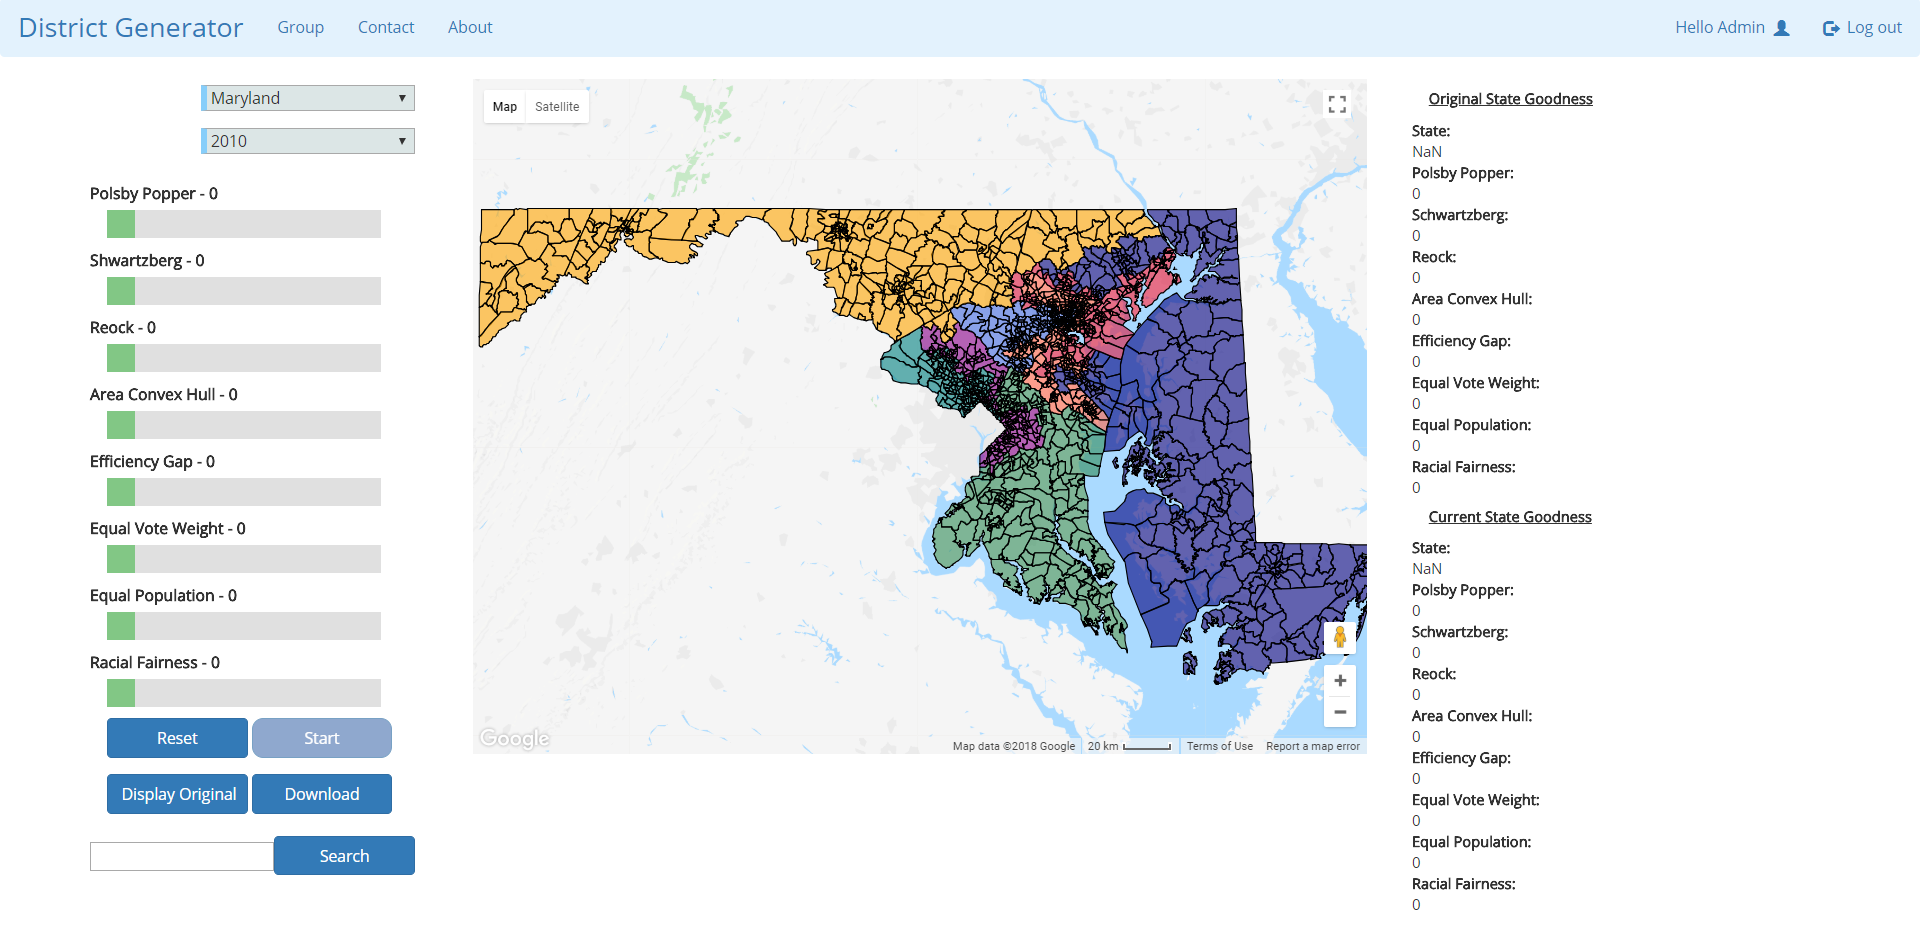 District Generator Group Contact About Hello Admin Log out
Maryland
2010
Polsby Popper - 0
Shwartzberg - 0
Reock - 0
Area Convex Hull - 0
Efficiency Gap - 0
Equal Vote Weight - 0
Equal Population - 0
Racial Fairness - 0
Reset Start
Display Original Download
Search
Map Satellite
Google
Map data ©2018 Google 20 km Terms of Use Report a map error
Original State Goodness
State:
NaN
Polsby Popper:
0
Schwartzberg:
0
Reock:
0
Area Convex Hull:
0
Efficiency Gap:
0
Equal Vote Weight:
0
Equal Population:
0
Racial Fairness:
0
Current State Goodness
State:
NaN
Polsby Popper:
0
Schwartzberg:
0
Reock:
0
Area Convex Hull:
0
Efficiency Gap:
0
Equal Vote Weight:
0
Equal Population:
0
Racial Fairness:
0